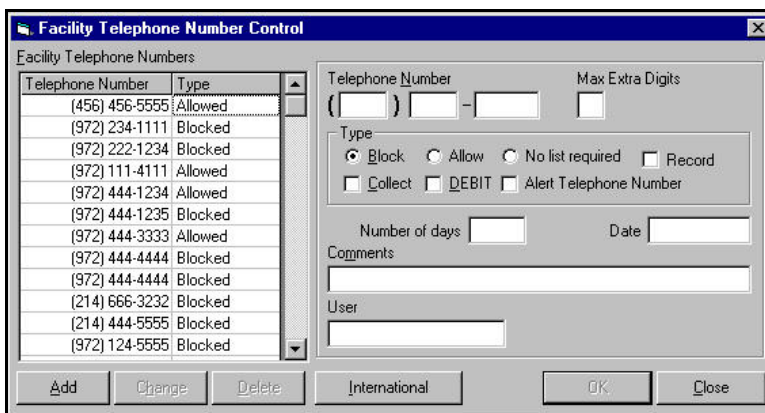 Facility Telephone Number Control
Facility Telephone Numbers
Telephone Number Type
(456) 456-5555 Allowed
(972) 234-1111 Blocked
(972) 222-1234 Blocked
(972) 111-4111 Allowed
(972) 444-1234 Allowed
(972) 444-1235 Blocked
(972) 444-3333 Allowed
(972) 444-4444 Blocked
(972) 444-4444 Blocked
(214) 666-3232 Blocked
(214) 444-5555 Blocked
(972) 124-5555 Blocked
Telephone Number Max Extra Digits
( ) -
Type
Block Allow No list required Record
Collect DEBIT Alert Telephone Number
Number of days Date
Comments
User
Add Change Delete International OK Close